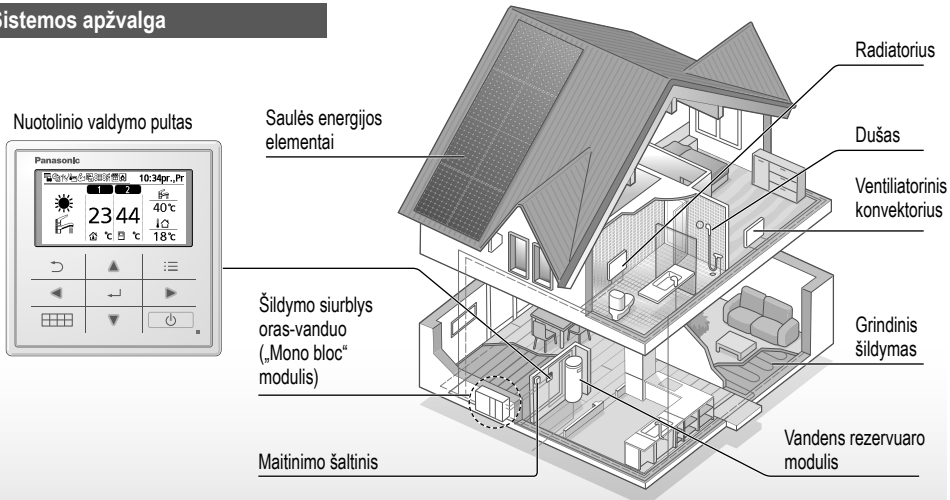 Sistemos apžvalga
Nuotolinio valdymo pultas
Panasonic
10:34pr.,Pr
1 2
23 44
°C °C
40°C
18°C
Saulės energijos
elementai
Šildymo siurblys
oras-vanduo
(„Mono bloc“
modulis)
Maitinimo šaltinis
Radiatorius
Dušas
Ventiliatorinis
konvektorius
Grindinis
šildymas
Vandens rezervuaro
modulis